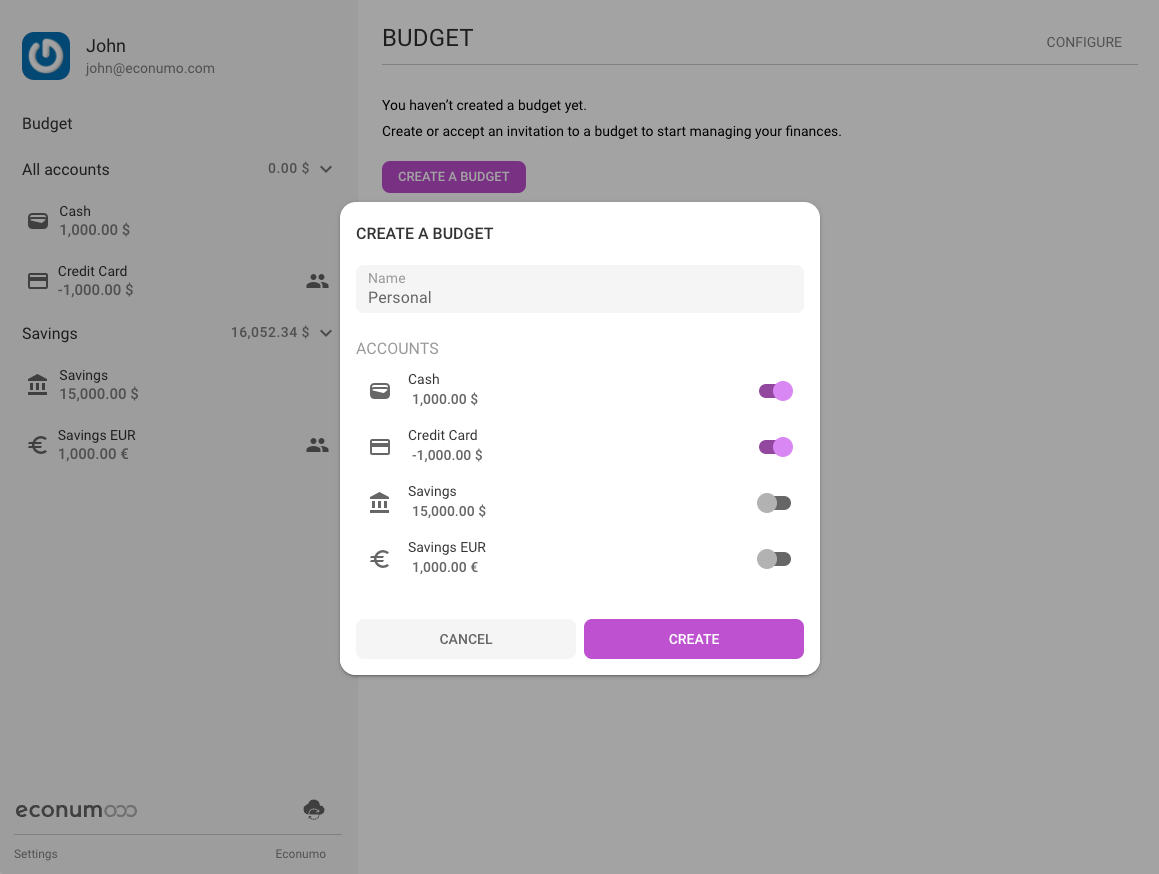 John
john@econumo.com
Budget
All accounts 0.00 $
Cash
1,000.00 $
Credit Card
-1,000.00 $
Savings 16,052.34 $
Savings
15,000.00 $
Savings EUR
1,000.00 €
econumooo
Settings Econumo
BUDGET
CONFIGURE
You haven’t created a budget yet.
Create or accept an invitation to a budget to start managing your finances.
CREATE A BUDGET
CREATE A BUDGET
Name
Personal
ACCOUNTS
Cash
1,000.00 $
Credit Card
-1,000.00 $
Savings
15,000.00 $
Savings EUR
1,000.00 €
CANCEL CREATE